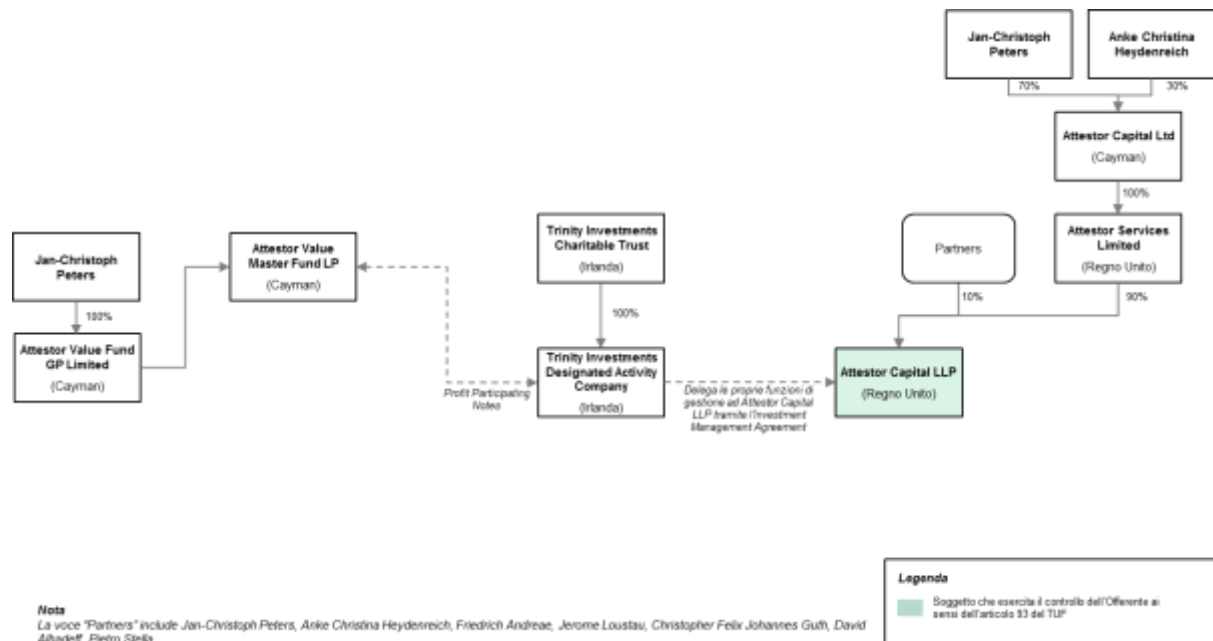 Jan-Christoph
Peters
Anke Christina
Heydenreich
70%
30%
Attestor Capital Ltd
(Cayman)
100%
Jan-Christoph
Peters
Attestor Value
Master Fund LP
(Cayman)
Trinity Investments
Charitable Trust
(Irlanda)
Partners
Attestor Services
Limited
(Regno Unito)
100%
100%
10%
90%
Attestor Value Fund
GP Limited
(Cayman)
Profit Participating
Notes
Trinity Investments
Designated Activity
Company
(Irlanda)
Delega le proprie funzioni di
gestione ad Attestor Capital
LLP tramite l'Investment
Management Agreement
Attestor Capital LLP
(Regno Unito)
Nota
La voce "Partners" include Jan-Christoph Peters, Anke Christina Heydenreich, Friedrich Andreae, Jerome Loustau, Christopher Felix Johannes Guth, David
Alhadeff, Pietro Stella
Legenda
Soggetto che esercita il controllo dell'Offerente ai
sensi dell'articolo 93 del TUF